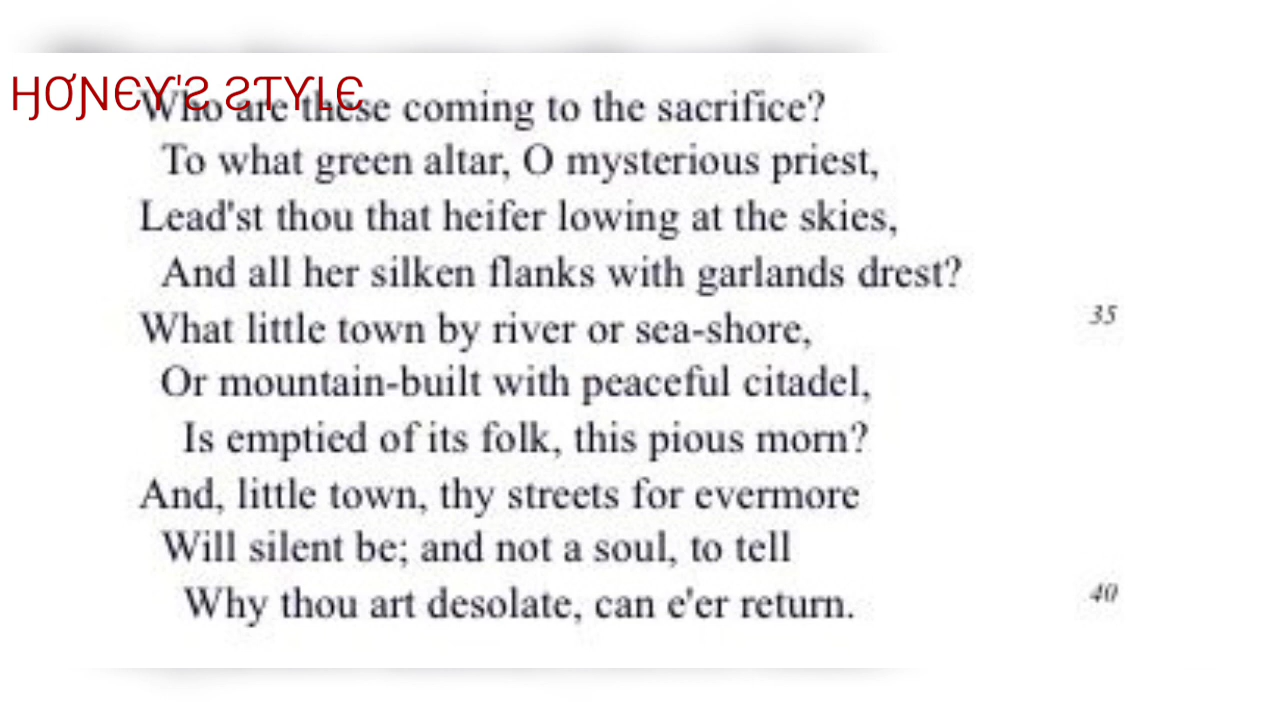 HONEY'S STYLE
Who are these coming to the sacrifice?
To what green altar, O mysterious priest,
Lead'st thou that heifer lowing at the skies,
And all her silken flanks with garlands drest?
What little town by river or sea-shore, 35
Or mountain-built with peaceful citadel,
Is emptied of its folk, this pious morn?
And, little town, thy streets for evermore
Will silent be; and not a soul, to tell
Why thou art desolate, can e'er return. 40